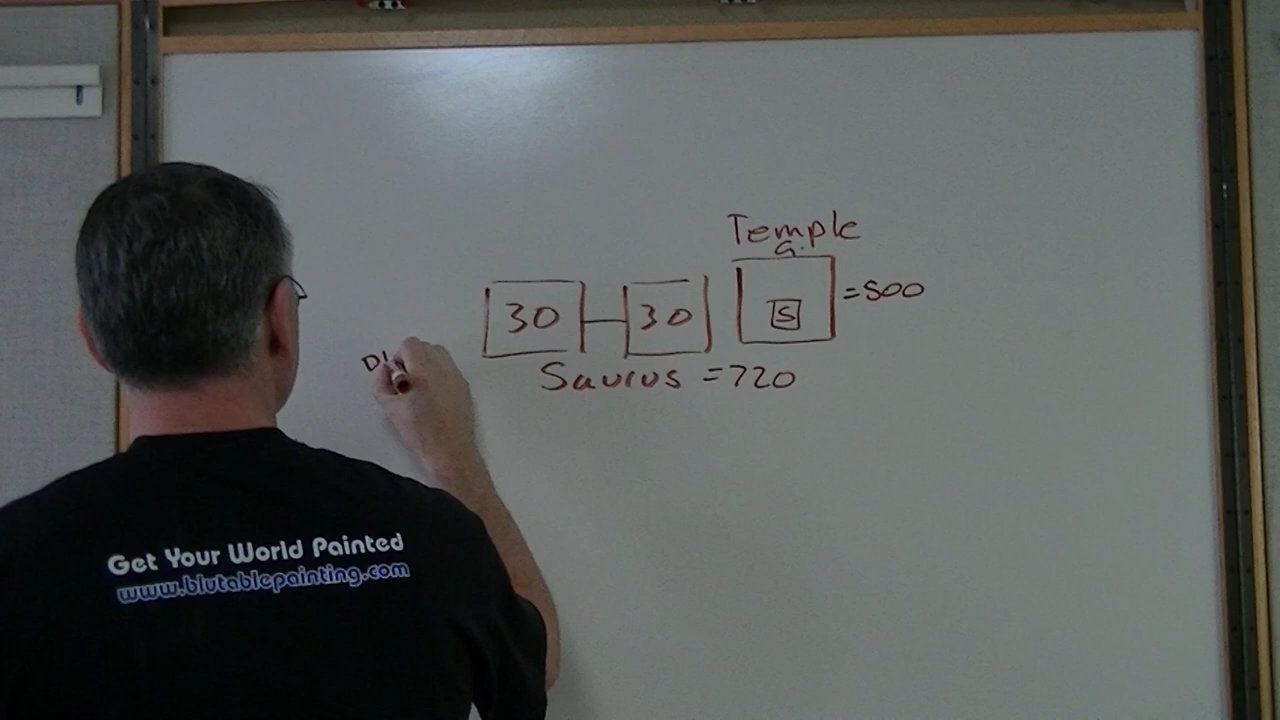 Temple
G.
30 30 S =500
Saurus =720
Get Your World Painted
www.blutablepainting.com